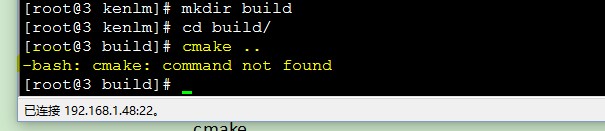 [root@3 kenlm]# mkdir build
[root@3 kenlm]# cd build/
[root@3 build]# cmake ..
-bash: cmake: command not found
[root@3 build]#
已连接 192.168.1.48:22。
cmake